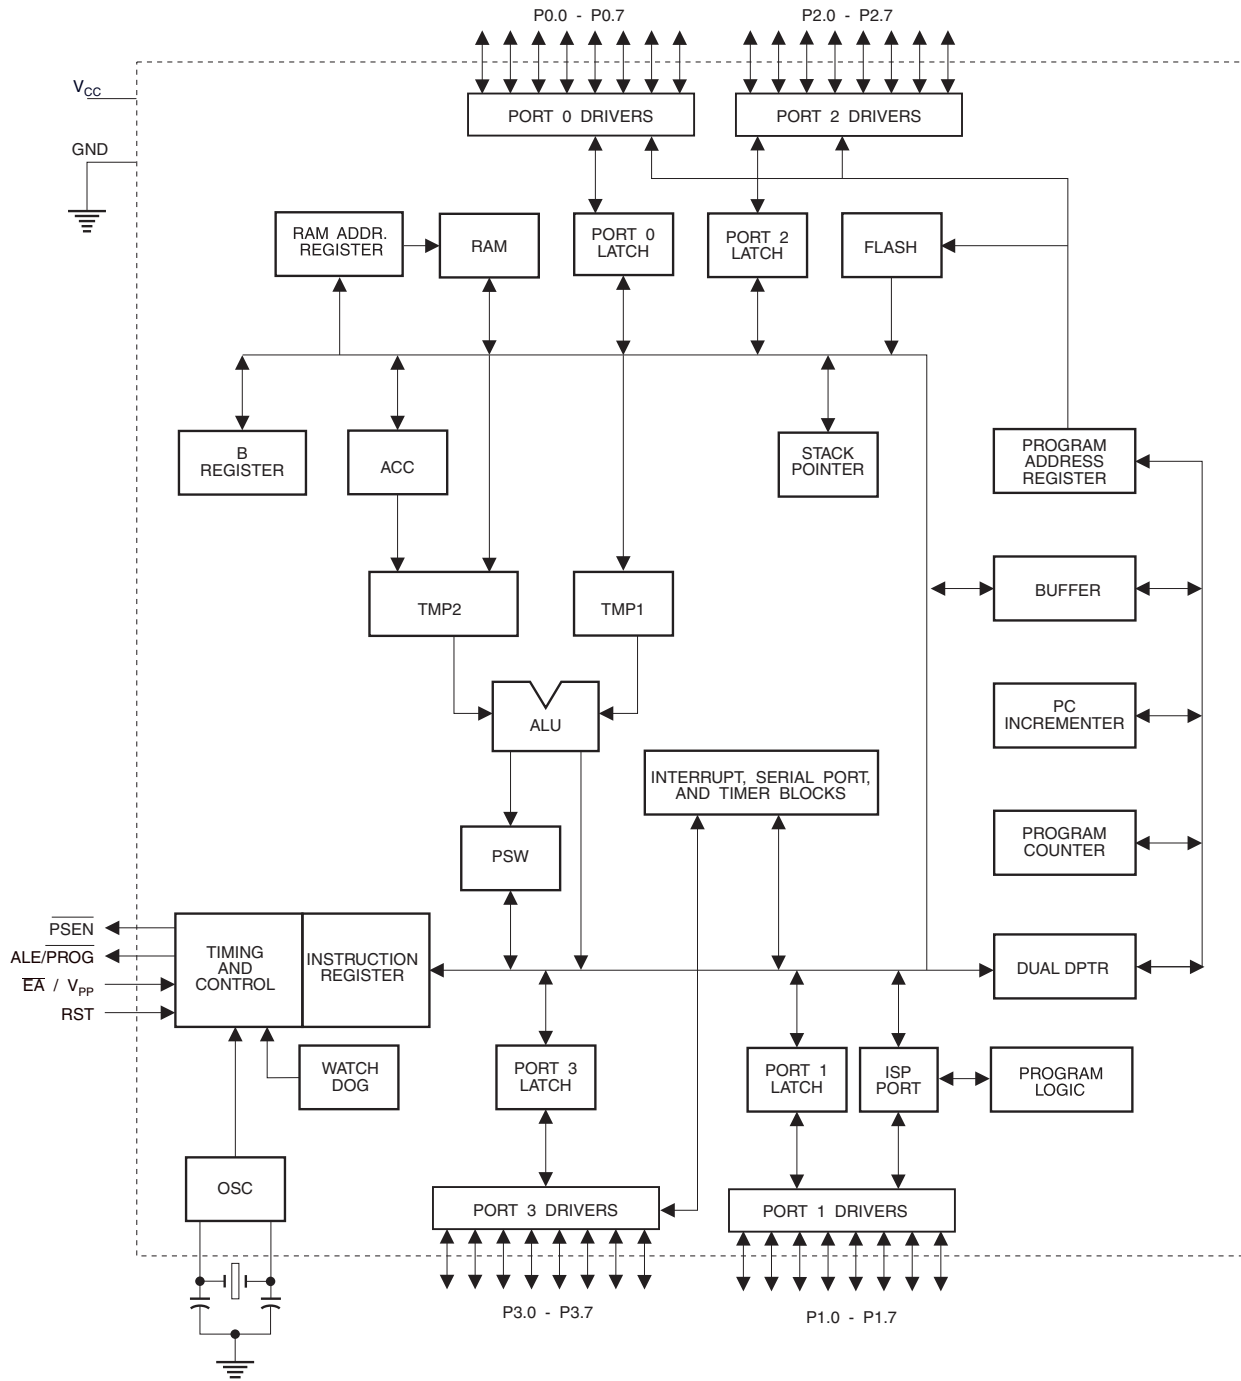 P0.0 - P0.7
P2.0 - P2.7
VCC
GND
PORT 0 DRIVERS
PORT 2 DRIVERS
RAM ADDR.
REGISTER
RAM
PORT 0
LATCH
PORT 2
LATCH
FLASH
B
REGISTER
ACC
STACK
POINTER
PROGRAM
ADDRESS
REGISTER
TMP2
TMP1
BUFFER
ALU
PC
INCREMENTER
INTERRUPT, SERIAL PORT,
AND TIMER BLOCKS
PSW
PROGRAM
COUNTER
PSEN
ALE/PROG
EA / VPP
RST
TIMING
AND
CONTROL
INSTRUCTION
REGISTER
DUAL DPTR
WATCH
DOG
PORT 3
LATCH
PORT 1
LATCH
ISP
PORT
PROGRAM
LOGIC
OSC
PORT 3 DRIVERS
PORT 1 DRIVERS
P3.0 - P3.7
P1.0 - P1.7